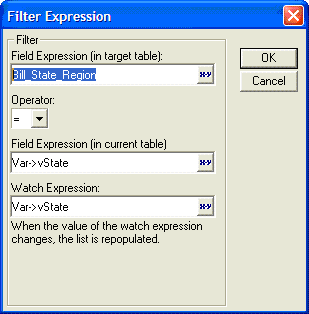 Filter Expression
Filter
Field Expression (in target table):
Bill_State_Region
OK
Cancel
Operator:
=
Field Expression (in current table)
Var->vState
Watch Expression:
Var->vState
When the value of the watch expression
changes, the list is repopulated.